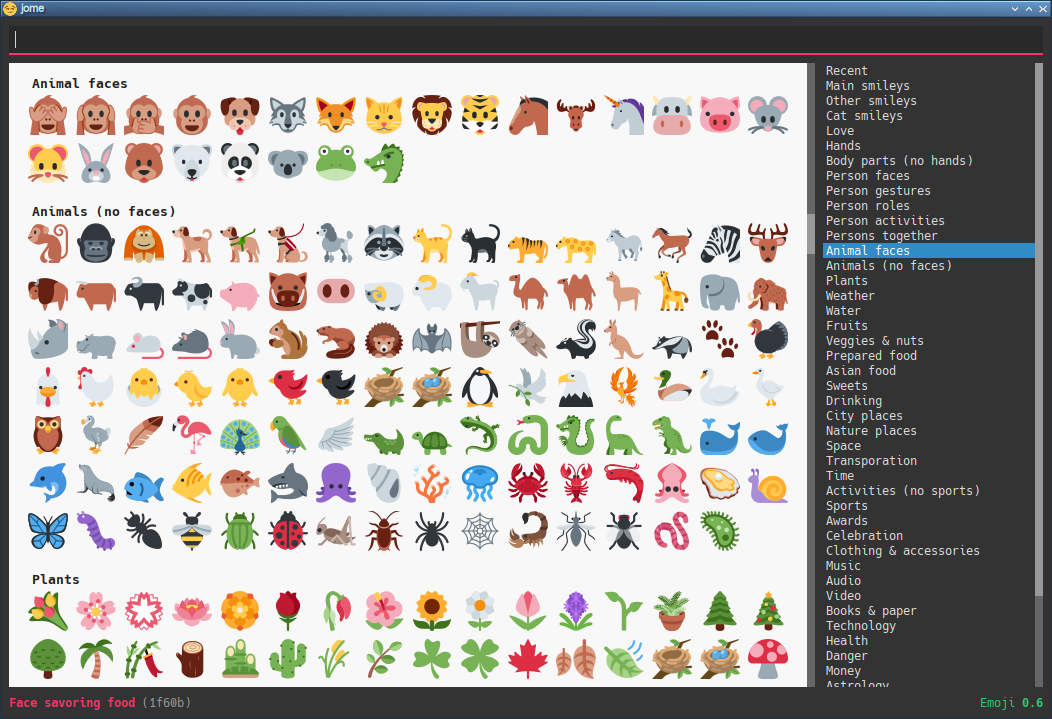 jome
Animal faces
Animals (no faces)
Plants
Recent
Main smileys
Other smileys
Cat smileys
Love
Hands
Body parts (no hands)
Person faces
Person gestures
Person roles
Person activities
Persons together
Animal faces
Animals (no faces)
Plants
Weather
Water
Fruits
Veggies & nuts
Prepared food
Asian food
Sweets
Drinking
City places
Nature places
Space
Transporation
Time
Activities (no sports)
Sports
Awards
Celebration
Clothing & accessories
Music
Audio
Video
Books & paper
Technology
Health
Danger
Money
Astrology
Face savoring food (1f60b)
Emoji 0.6